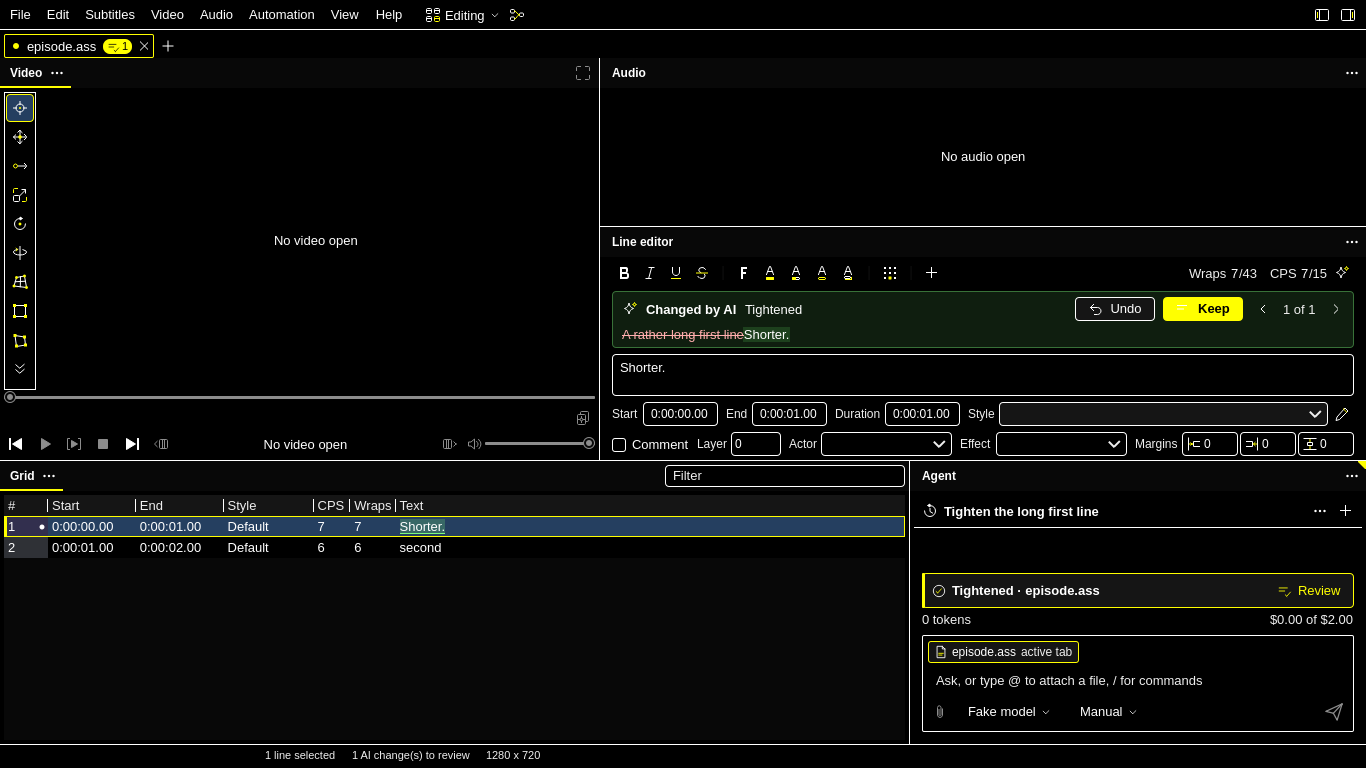 File Edit Subtitles Video Audio Automation View Help Editing
episode.ass 1
Video
No video open
No video open
Audio
No audio open
Line editor
B I U S F A A A A Wraps 7/43 CPS 7/15
Changed by AI Tightened Undo Keep 1 of 1
A rather long first lineShorter.
Shorter.
Start 0:00:00.00 End 0:00:01.00 Duration 0:00:01.00 Style
Comment Layer 0 Actor Effect Margins 0 0 0
Grid Filter
# Start End Style CPS Wraps Text
1 0:00:00.00 0:00:01.00 Default 7 7 Shorter.
2 0:00:01.00 0:00:02.00 Default 6 6 second
Agent
Tighten the long first line
Tightened · episode.ass Review
0 tokens $0.00 of $2.00
episode.ass active tab
Ask, or type @ to attach a file, / for commands
Fake model Manual
1 line selected 1 AI change(s) to review 1280 x 720